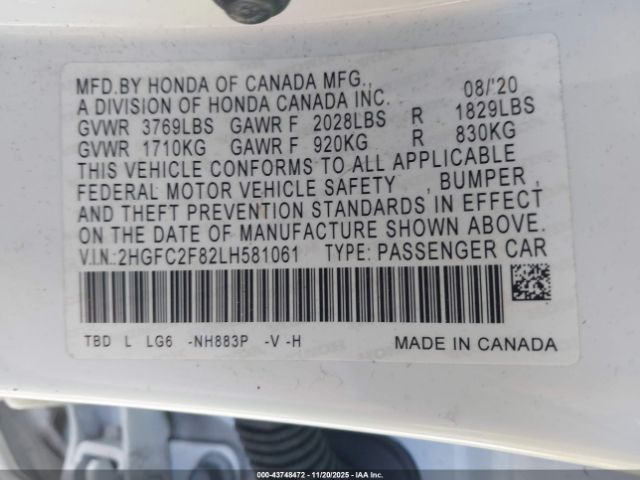 MFD.BY HONDA OF CANADA MFG., 08/'20
A DIVISION OF HONDA CANADA INC.
GVWR 3769LBS GAWR F 2028LBS R 1829LBS
GVWR 1710KG GAWR F 920KG R 830KG
THIS VEHICLE CONFORMS TO ALL APPLICABLE
FEDERAL MOTOR VEHICLE SAFETY , BUMPER ,
AND THEFT PREVENTION STANDARDS IN EFFECT
ON THE DATE OF MANUFACTURE SHOWN ABOVE.
V.I.N.: 2HGFC2F82LH581061 TYPE: PASSENGER CAR
TBD L LG6 -NH883P -V -H MADE IN CANADA
00-43748472 - 11/20/2025 - IAA Inc.